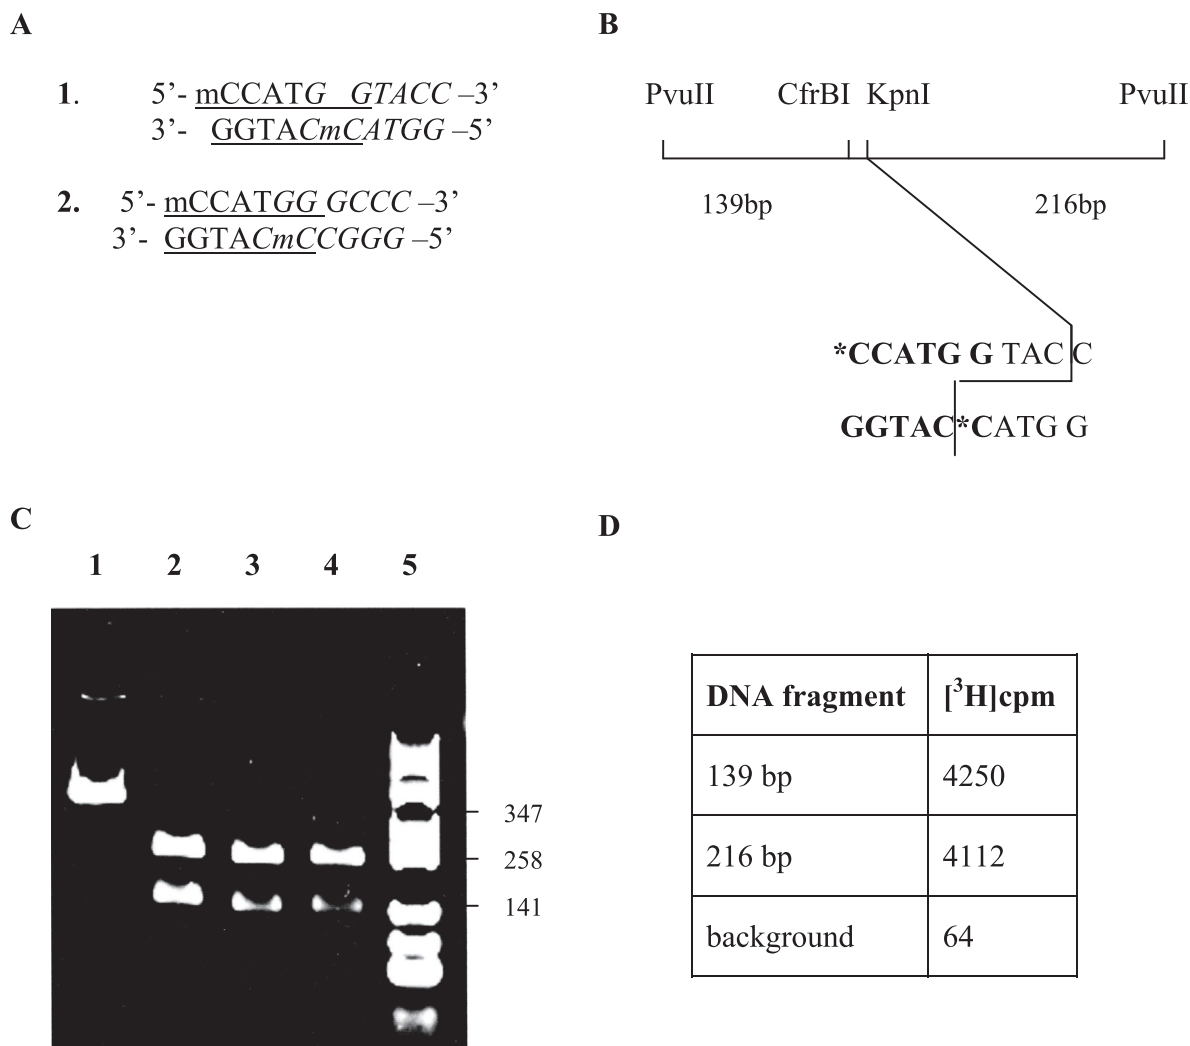 A
1. 5'- mCCATG GTACC –3'
3'- GGTACmCATGG –5'
2. 5'- mCCATGG GCCC –3'
3'- GGTACmCCGGG –5'
B
PvuII CfrBI KpnI PvuII
139bp 216bp
*CCATG G TAC C
GGTAC*CATG G
C
1 2 3 4 5
347
258
141
D
DNA fragment [³H]cpm
139 bp 4250
216 bp 4112
background 64